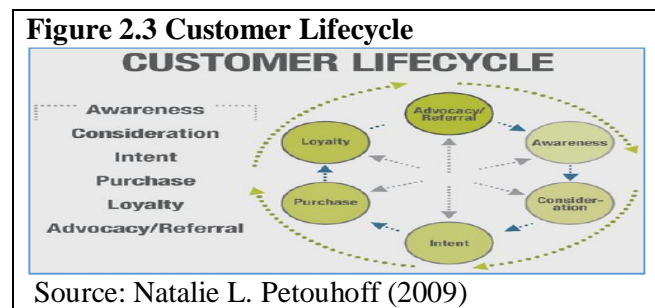 Figure 2.3 Customer Lifecycle
CUSTOMER LIFECYCLE
Awareness
Consideration
Intent
Purchase
Loyalty
Advocacy/Referral
Advocacy/
Referral
Awareness
Consider-
ation
Intent
Purchase
Loyalty
Source: Natalie L. Petouhoff (2009)